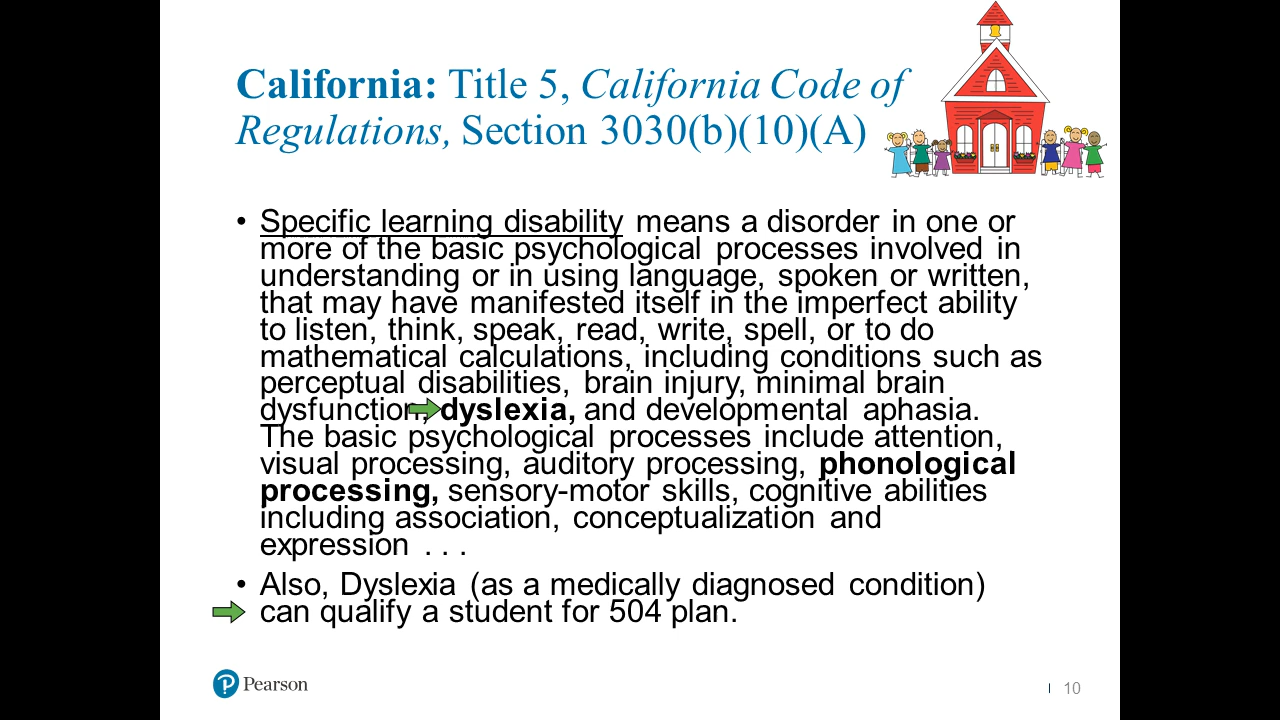 California: Title 5, California Code of
Regulations, Section 3030(b)(10)(A)
• Specific learning disability means a disorder in one or
more of the basic psychological processes involved in
understanding or in using language, spoken or written,
that may have manifested itself in the imperfect ability
to listen, think, speak, read, write, spell, or to do
mathematical calculations, including conditions such as
perceptual disabilities, brain injury, minimal brain
dysfunction, dyslexia, and developmental aphasia.
The basic psychological processes include attention,
visual processing, auditory processing, phonological
processing, sensory-motor skills, cognitive abilities
including association, conceptualization and
expression . . .
• Also, Dyslexia (as a medically diagnosed condition)
can qualify a student for 504 plan.
Pearson
10